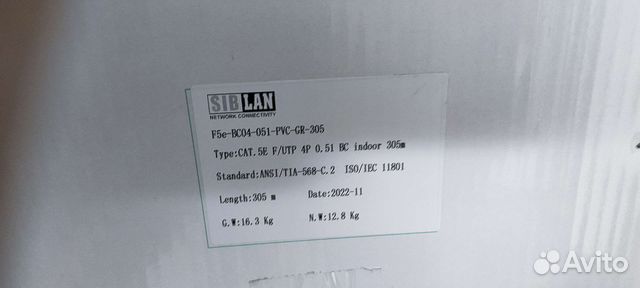 SIBLAN
NETWORK CONNECTIVITY
F5e-BC04-051-PVC-GR-305
Type:CAT.5E F/UTP 4P 0.51 BC indoor 305m
Standard:ANSI/TIA-568-C.2 ISO/IEC 11801
Length:305 m Date:2022-11
G.W:16.3 Kg N.W:12.8 Kg
Avito